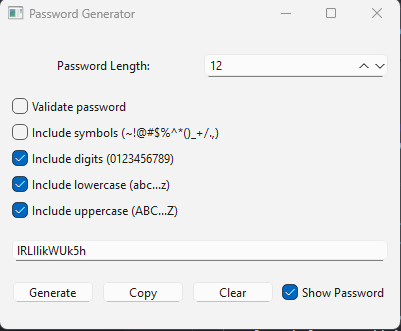 Password Generator
Password Length:
12
Validate password
Include symbols (~!@#$%^*()_+/.,)
Include digits (0123456789)
Include lowercase (abc...z)
Include uppercase (ABC...Z)
Generate
Copy
Clear
Show Password